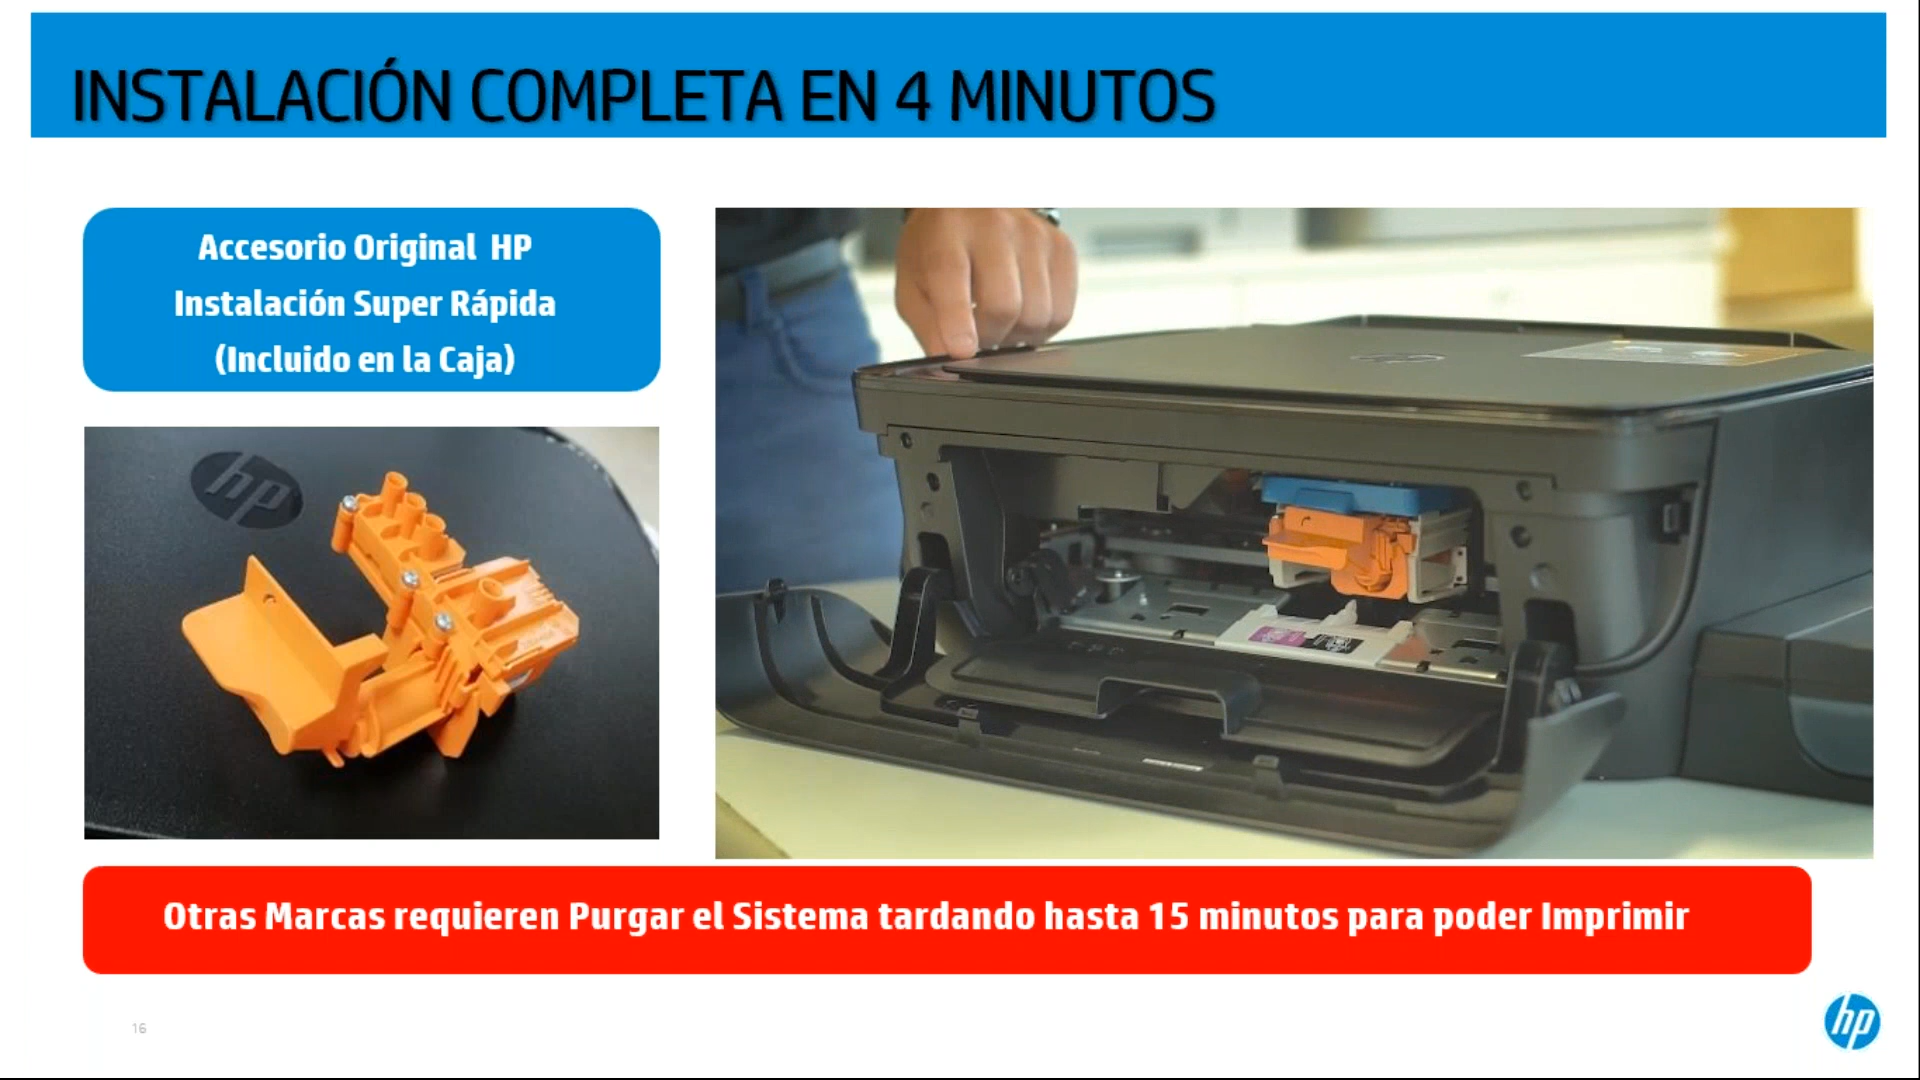 INSTALACIÓN COMPLETA EN 4 MINUTOS
Accesorio Original HP
Instalación Super Rápida
(Incluido en la Caja)
hp
Otras Marcas requieren Purgar el Sistema tardando hasta 15 minutos para poder Imprimir
16
hp